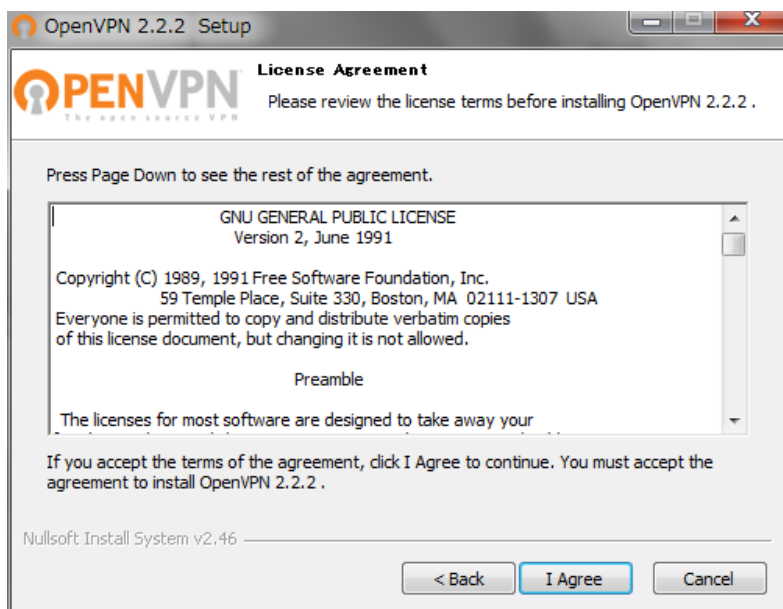 OpenVPN 2.2.2 Setup
OPENVPN
The open source VPN
License Agreement
Please review the license terms before installing OpenVPN 2.2.2 .
Press Page Down to see the rest of the agreement.
GNU GENERAL PUBLIC LICENSE
Version 2, June 1991
Copyright (C) 1989, 1991 Free Software Foundation, Inc.
59 Temple Place, Suite 330, Boston, MA 02111-1307 USA
Everyone is permitted to copy and distribute verbatim copies
of this license document, but changing it is not allowed.
Preamble
The licenses for most software are designed to take away your
If you accept the terms of the agreement, click I Agree to continue. You must accept the
agreement to install OpenVPN 2.2.2 .
Nullsoft Install System v2.46
< Back
I Agree
Cancel